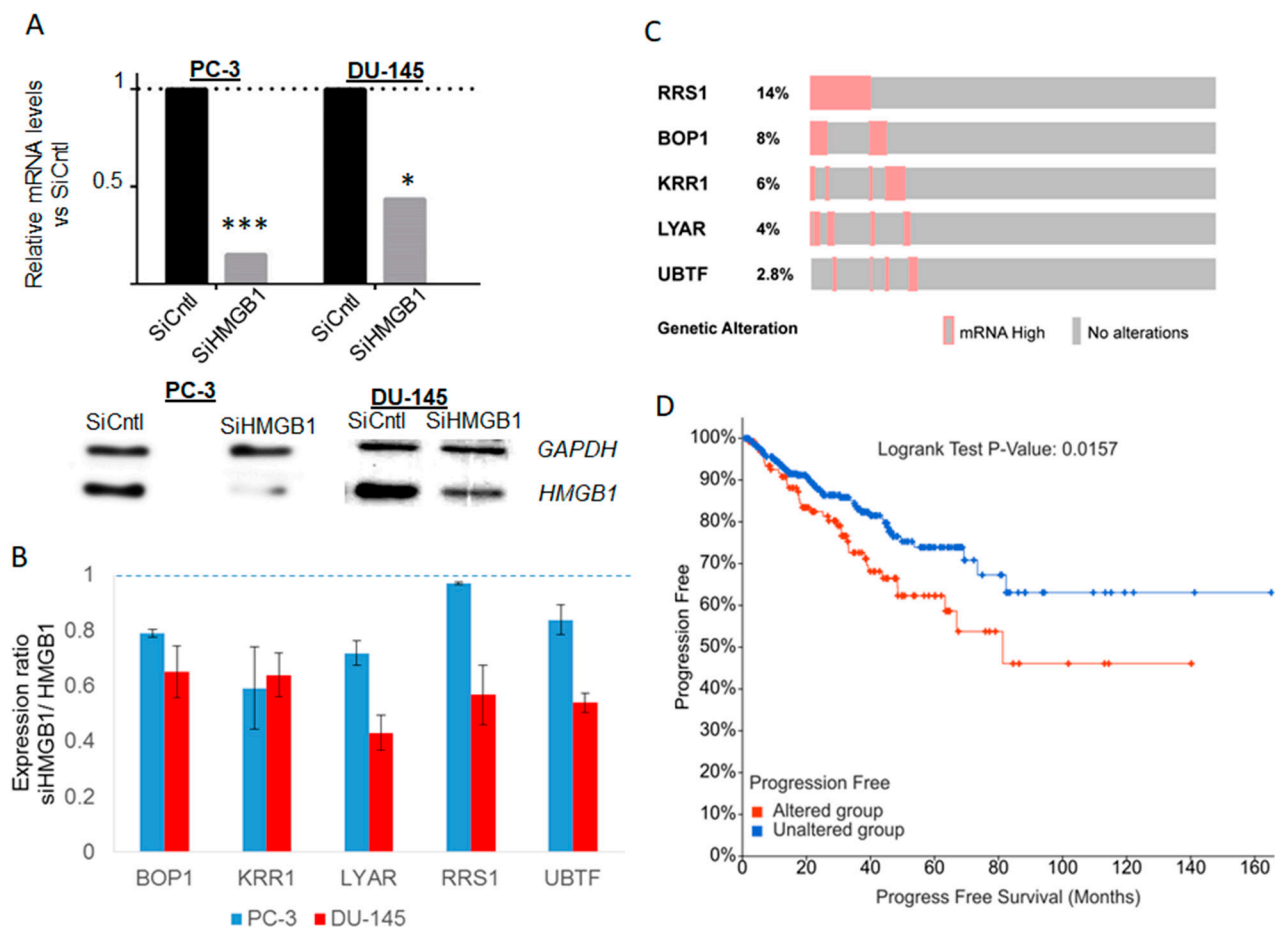 A
PC-3 DU-145
Relative mRNA levels
vs SiCntl
1
0.5
*** *
SiCntl SiHMGB1 SiCntl SiHMGB1
PC-3 DU-145
SiCntl SiHMGB1 SiCntl SiHMGB1
GAPDH
HMGB1
B
Expression ratio
siHMGB1/ HMGB1
1
0.8
0.6
0.4
0.2
0
BOP1 KRR1 LYAR RRS1 UBTF
PC-3 DU-145
C
RRS1 14%
BOP1 8%
KRR1 6%
LYAR 4%
UBTF 2.8%
Genetic Alteration mRNA High No alterations
D
Logrank Test P-Value: 0.0157
Progression Free
100%
90%
80%
70%
60%
50%
40%
30%
20%
10%
0%
Progression Free
Altered group
Unaltered group
0 20 40 60 80 100 120 140 160
Progress Free Survival (Months)